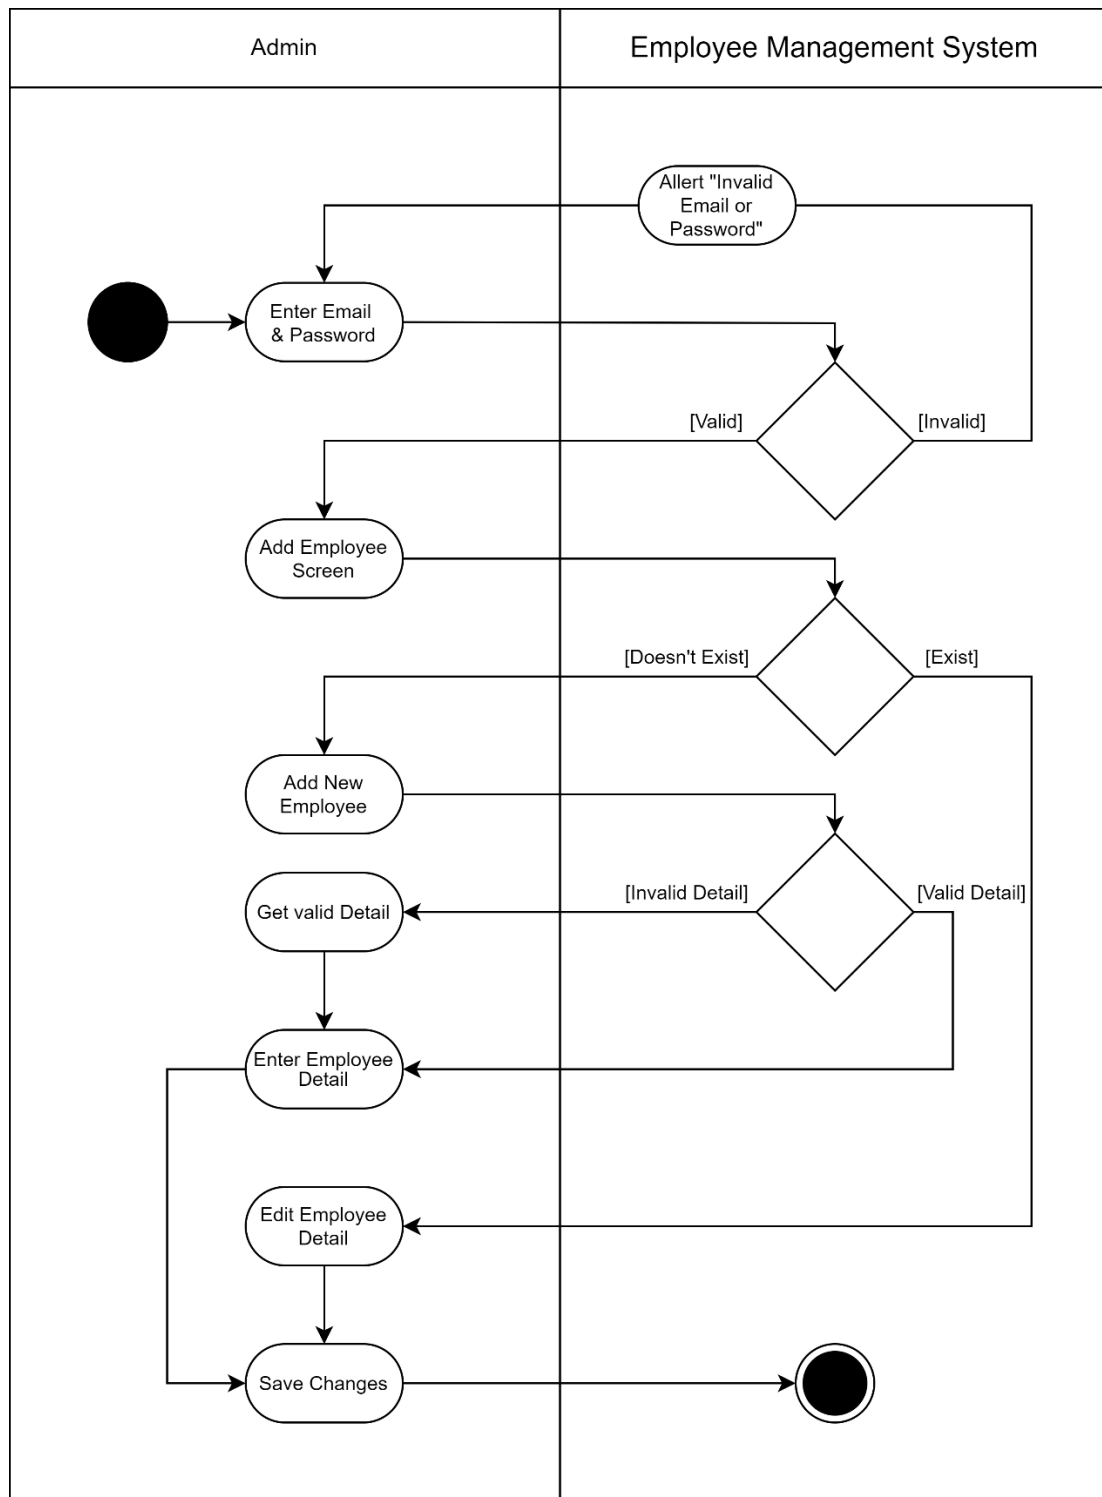 Admin
Employee Management System
Allert "Invalid
Email or
Password"
Enter Email
& Password
[Valid]
[Invalid]
Add Employee
Screen
[Doesn't Exist]
[Exist]
Add New
Employee
[Invalid Detail]
[Valid Detail]
Get valid Detail
Enter Employee
Detail
Edit Employee
Detail
Save Changes